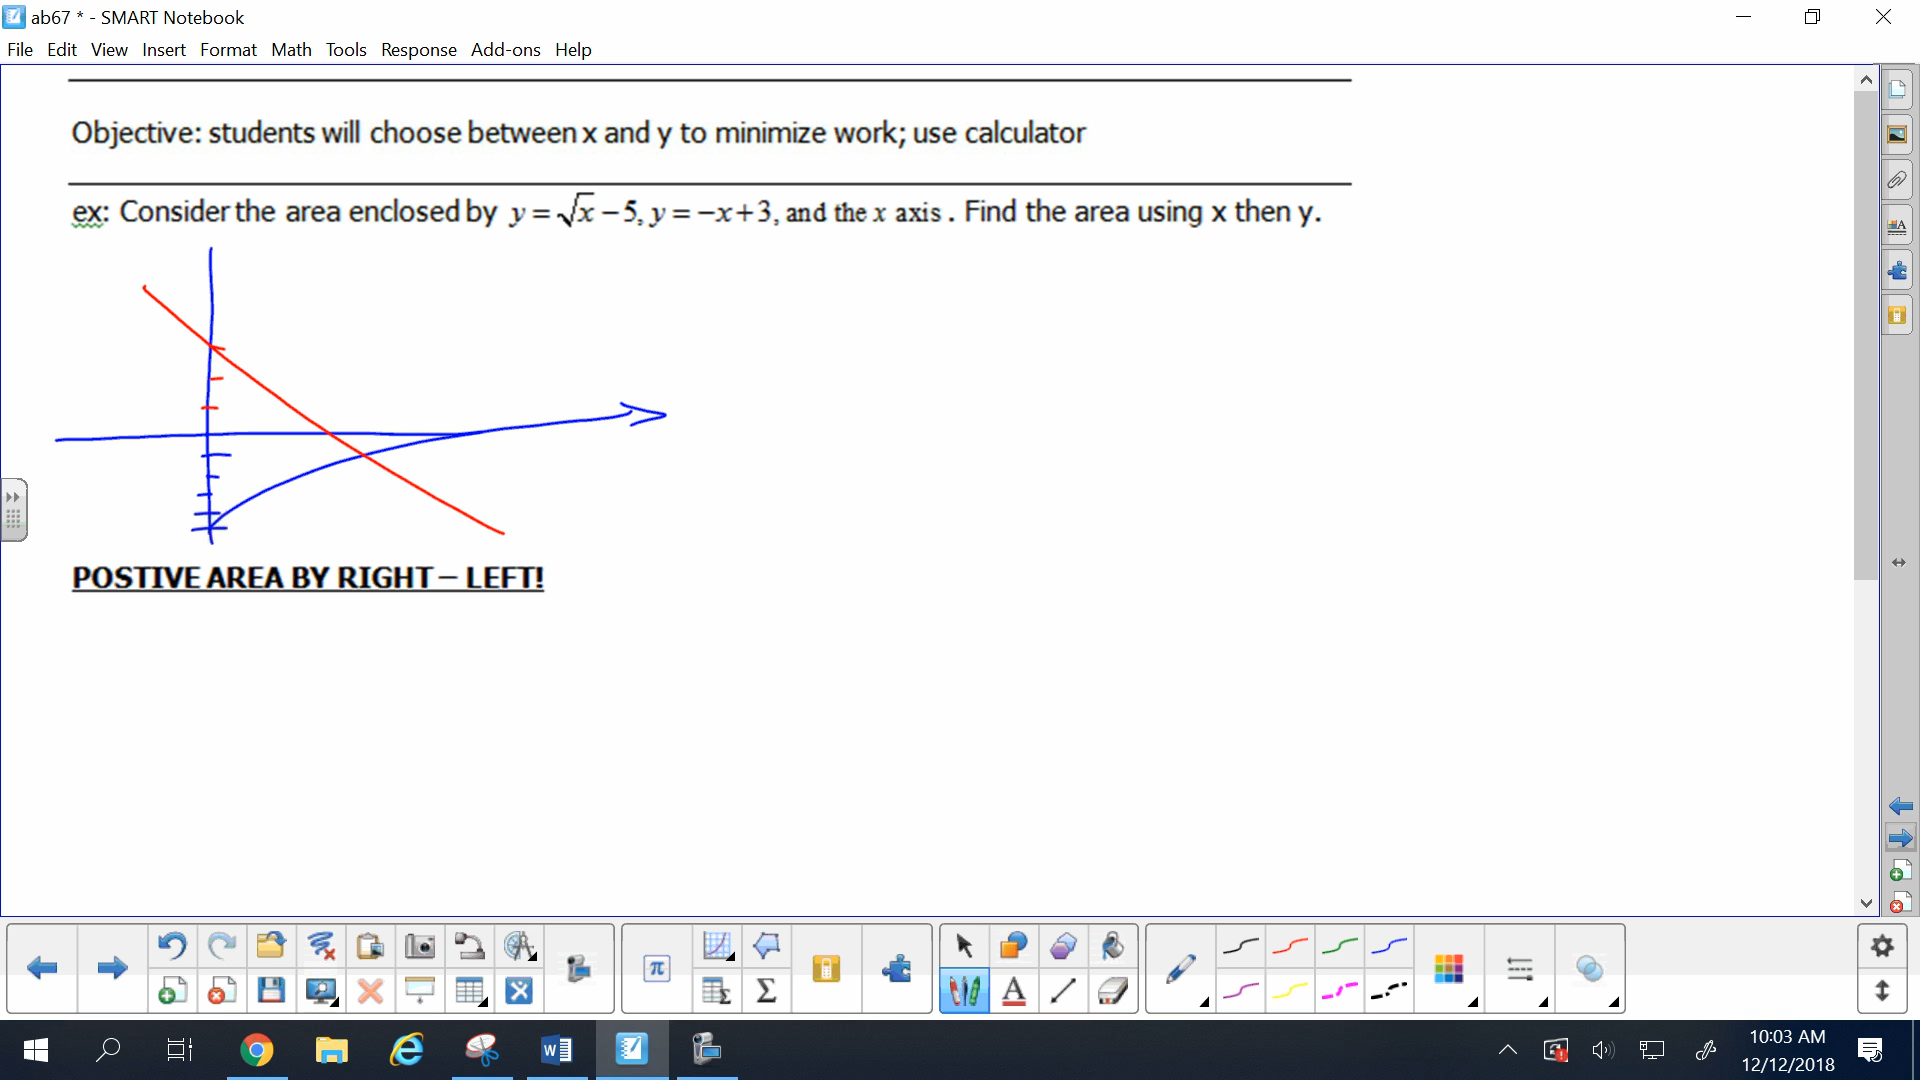 ab67 * - SMART Notebook
File Edit View Insert Format Math Tools Response Add-ons Help
Objective: students will choose between x and y to minimize work; use calculator
ex: Consider the area enclosed by y = √x − 5, y = −x + 3, and the x axis . Find the area using x then y.
POSTIVE AREA BY RIGHT – LEFT!
π
Σ
A
10:03 AM
12/12/2018